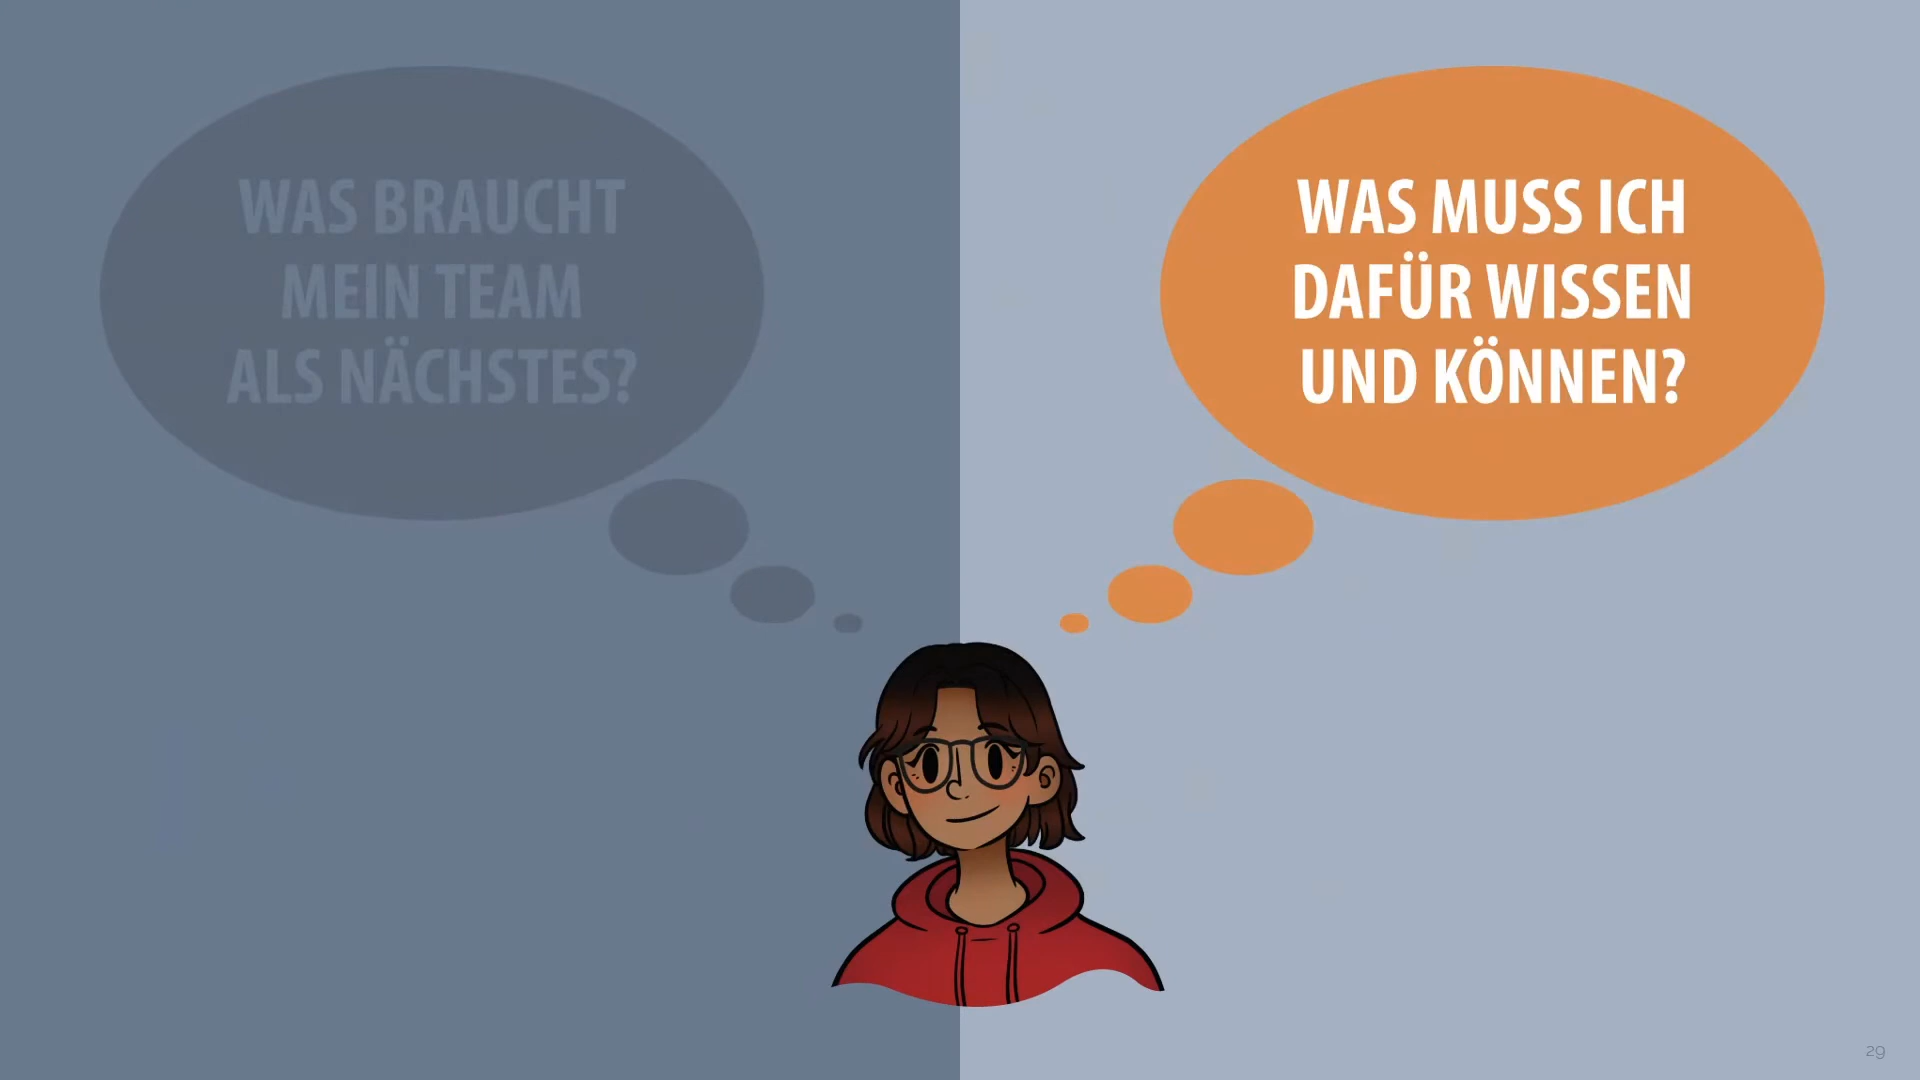 WAS BRAUCHT
MEIN TEAM
ALS NÄCHSTES?
WAS MUSS ICH
DAFÜR WISSEN
UND KÖNNEN?
29